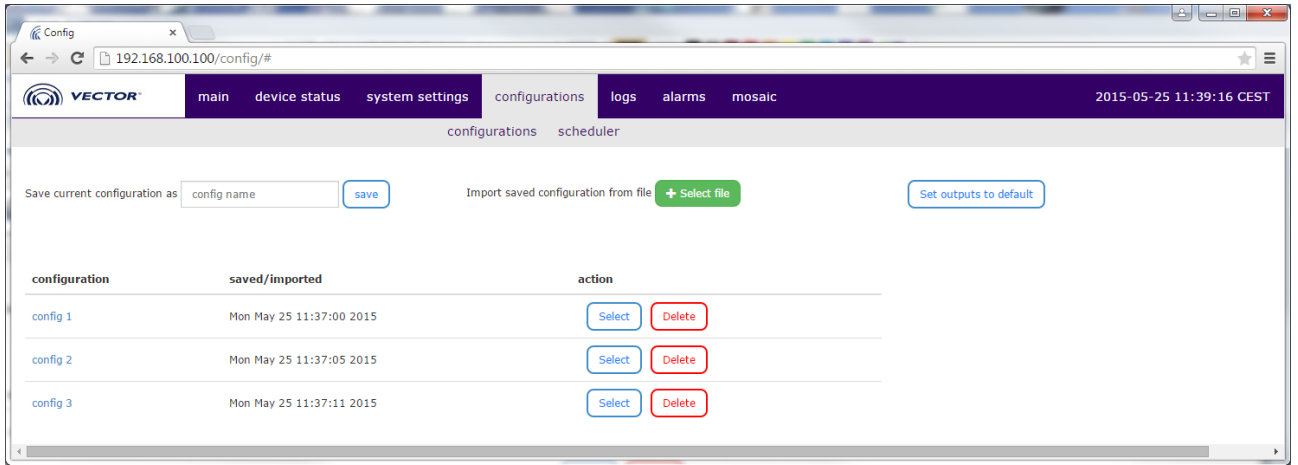 Config
192.168.100.100/config/#
VECTOR main device status system settings configurations logs alarms mosaic 2015-05-25 11:39:16 CEST
configurations scheduler
Save current configuration as config name save Import saved configuration from file + Select file Set outputs to default
configuration saved/imported action
config 1 Mon May 25 11:37:00 2015 Select Delete
config 2 Mon May 25 11:37:05 2015 Select Delete
config 3 Mon May 25 11:37:11 2015 Select Delete